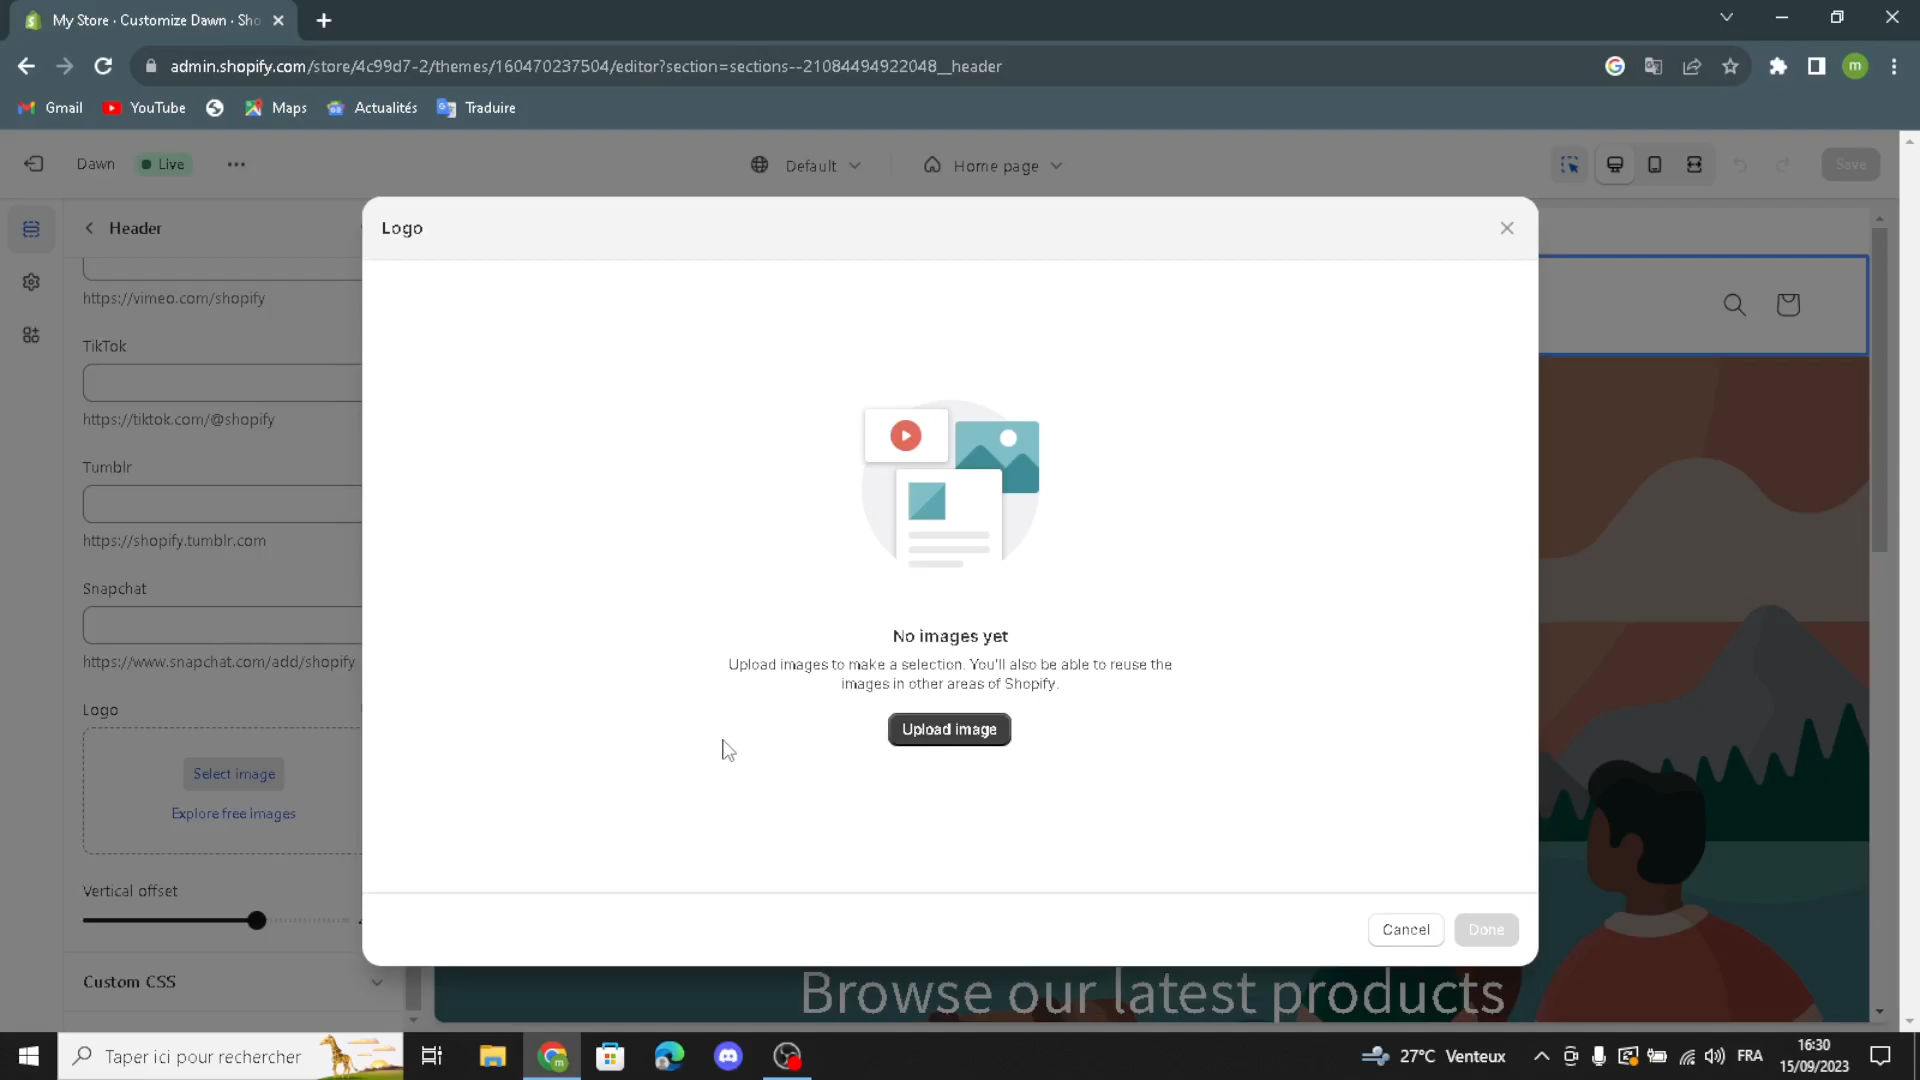 My Store · Customize Dawn · Sho
admin.shopify.com/store/4c99d7-2/themes/160470237504/editor?section=sections--21084494922048__header
m
Gmail
YouTube
Maps
Actualités
Traduire
Dawn
Live
Default
Home page
Save
Header
Logo
https://vimeo.com/shopify
TikTok
https://tiktok.com/@shopify
Tumblr
https://shopify.tumblr.com
Snapchat
https://www.snapchat.com/add/shopify
Logo
Select image
Explore free images
Vertical offset
Custom CSS
No images yet
Upload images to make a selection. You'll also be able to reuse the
images in other areas of Shopify.
Upload image
Cancel
Done
Browse our latest products
Taper ici pour rechercher
27°C Venteux
FRA
16:30
15/09/2023